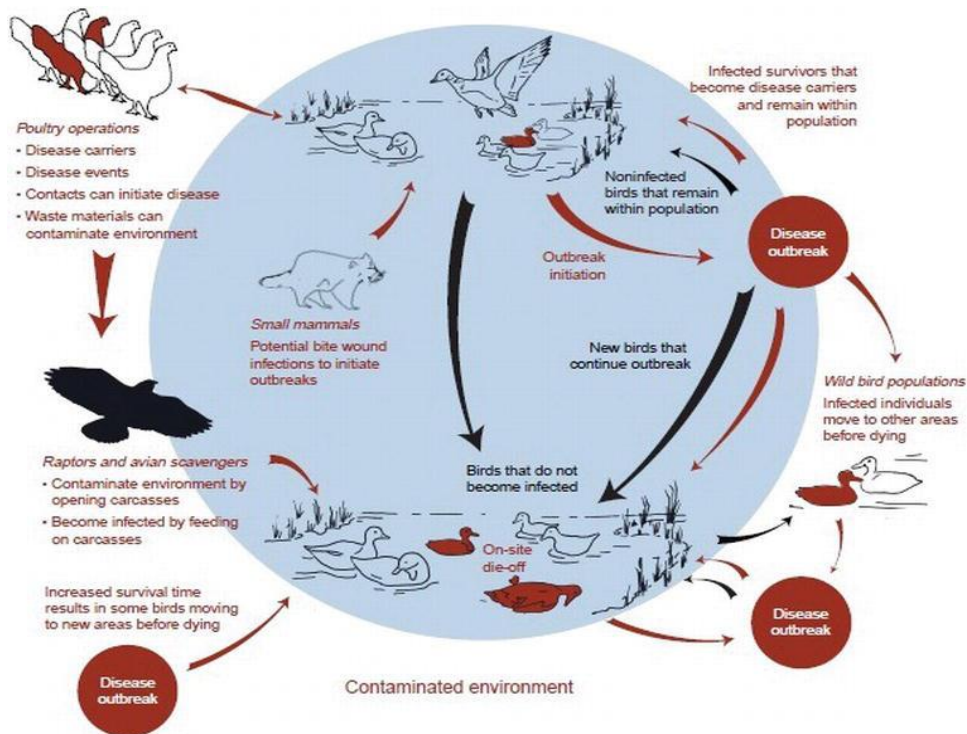 Poultry operations
- Disease carriers
- Disease events
- Contacts can initiate disease
- Waste materials can
contaminate environment
Infected survivors that
become disease carriers
and remain within
population
Noninfected
birds that remain
within population
Disease
outbreak
Outbreak
initiation
Small mammals
Potential bite wound
infections to initiate
outbreaks
New birds that
continue outbreak
Wild bird populations
Infected individuals
move to other areas
before dying
Raptors and avian scavengers
• Contaminate environment by
opening carcasses
• Become infected by feeding
on carcasses
Birds that do not
become infected
On-site
die-off
Increased survival time
results in some birds moving
to new areas before dying
Disease
outbreak
Disease
outbreak
Contaminated environment